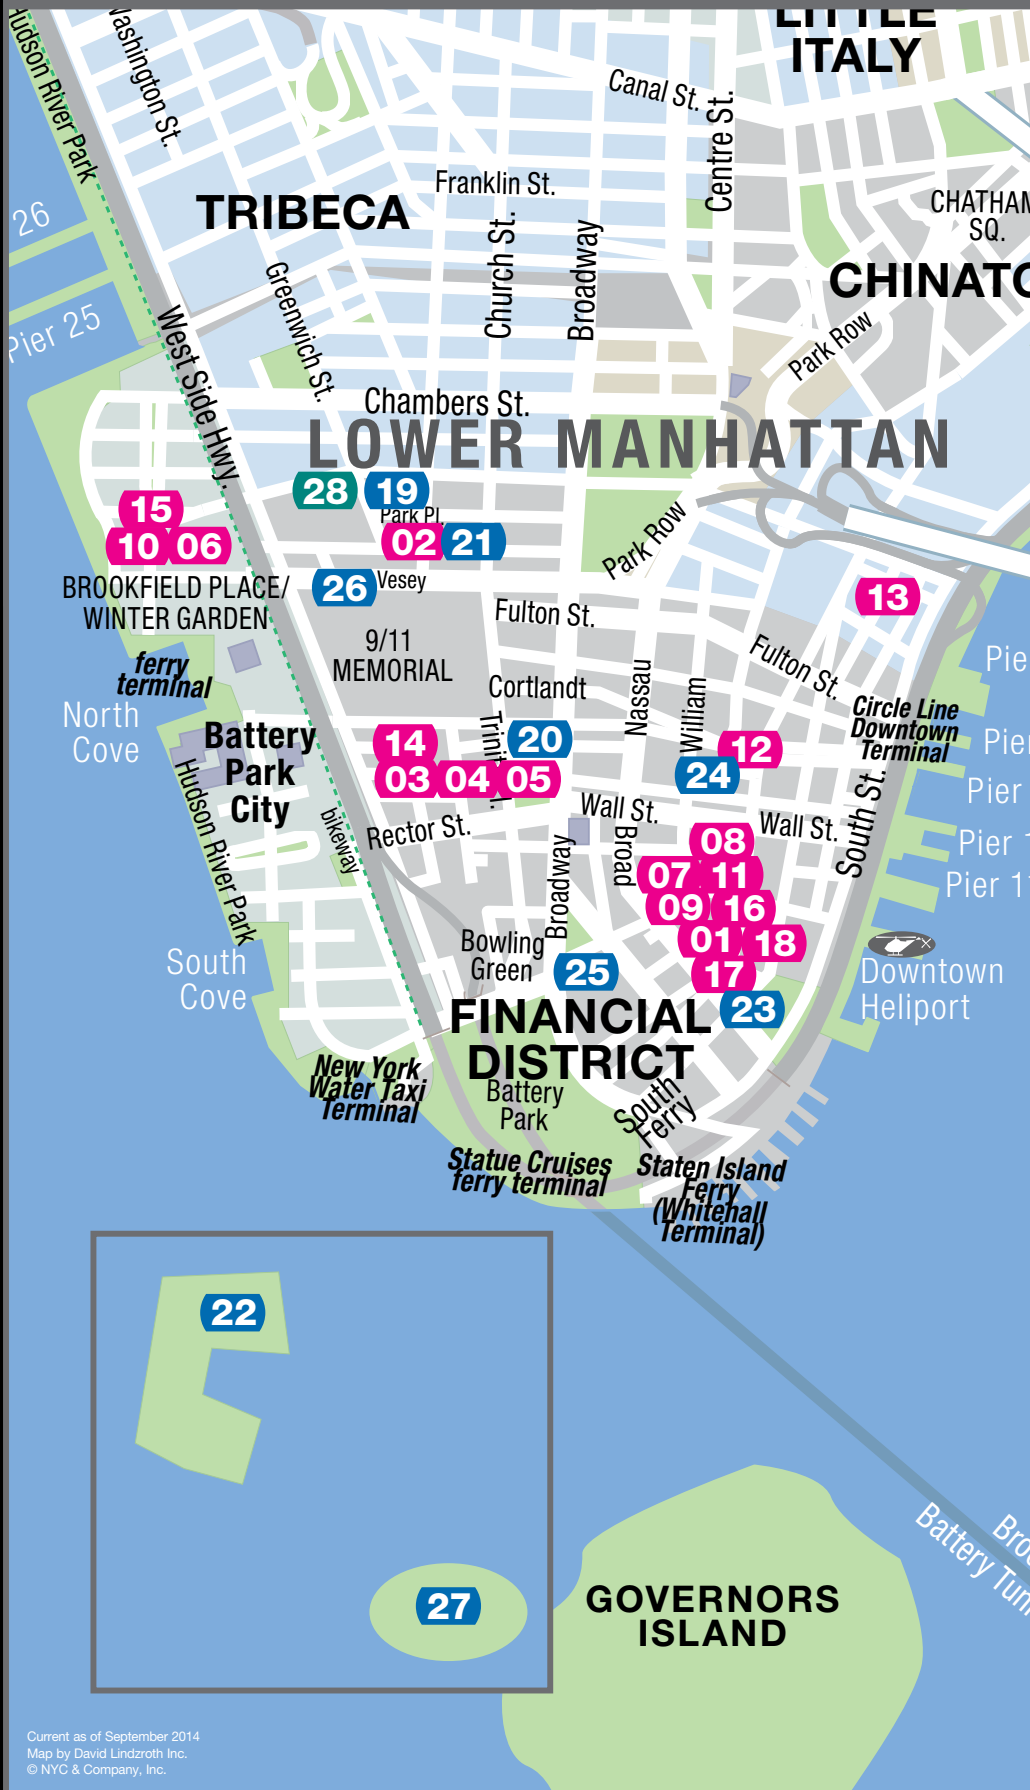 LITTLE
ITALY
Hudson River Park
Washington St.
Canal St.
Centre St.
26
TRIBECA
Franklin St.
Church St.
Broadway
CHATHAM
SQ.
CHINATO
Pier 25
West Side Hwy.
Greenwich St.
Park Row
Chambers St.
LOWER MANHATTAN
28
19
Park Pl.
15
10
06
02
21
Park Row
BROOKFIELD PLACE/
WINTER GARDEN
26
Vesey
Fulton St.
13
9/11
MEMORIAL
Fulton St.
ferry
terminal
Cortlandt
Nassau
William
Pie
North
Cove
Battery
Park
City
14
03
04
05
20
12
24
Circle Line
Downtown
Terminal
Pier
Pier
Hudson River Park
bikeway
Rector St.
Wall St.
Wall St.
South St.
Pier 1
Pier 11
Broadway
Broad
08
07
11
09
16
01
18
17
23
Bowling
Green
25
South
Cove
Downtown
Heliport
FINANCIAL
DISTRICT
New York
Water Taxi
Terminal
Battery
Park
South
Ferry
Statue Cruises
ferry terminal
Staten Island
Ferry
(Whitehall
Terminal)
22
27
GOVERNORS
ISLAND
Battery Tun
Current as of September 2014
Map by David Lindzroth Inc.
© NYC & Company, Inc.